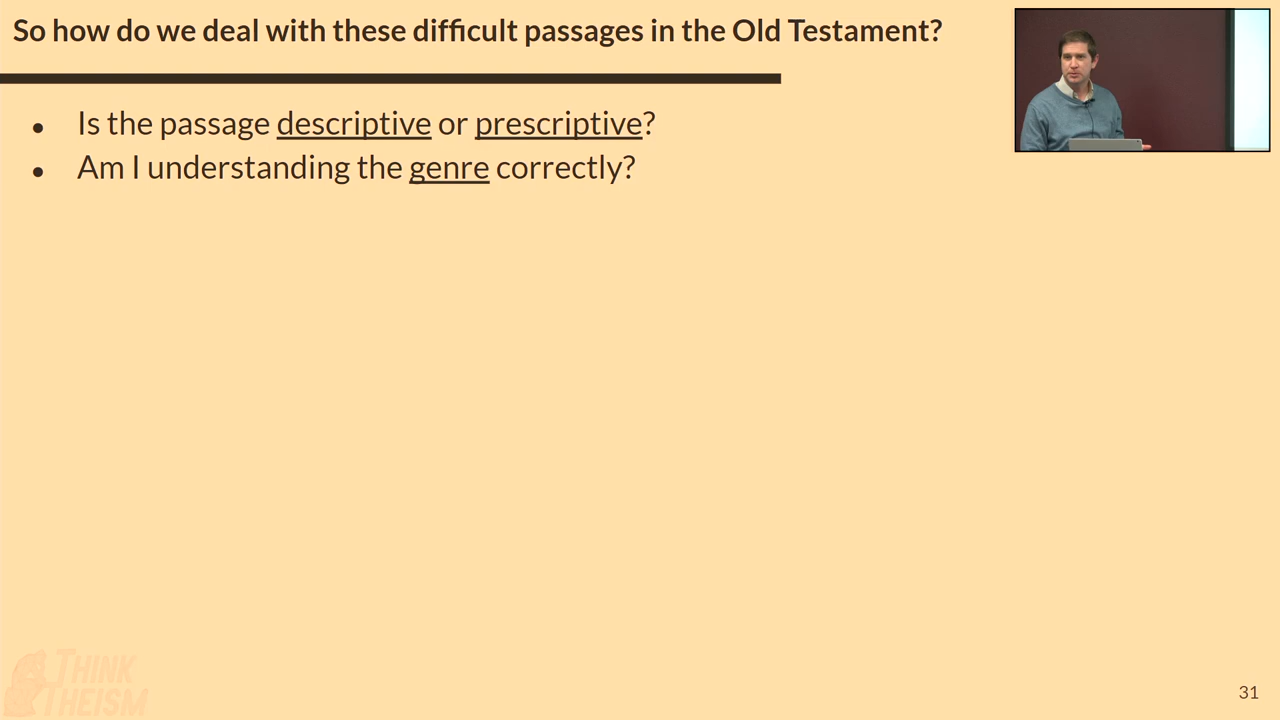 So how do we deal with these difficult passages in the Old Testament?
● Is the passage descriptive or prescriptive?
● Am I understanding the genre correctly?
THINK
THEISM
31